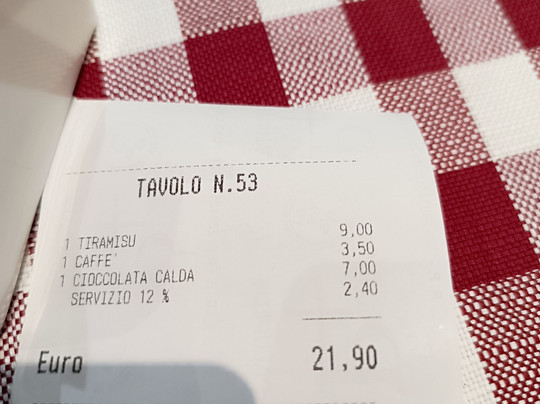 TAVOLO N.53
1 TIRAMISU 9,00
1 CAFFE' 3,50
1 CIOCCOLATA CALDA 7,00
SERVIZIO 12 % 2,40
Euro 21,90